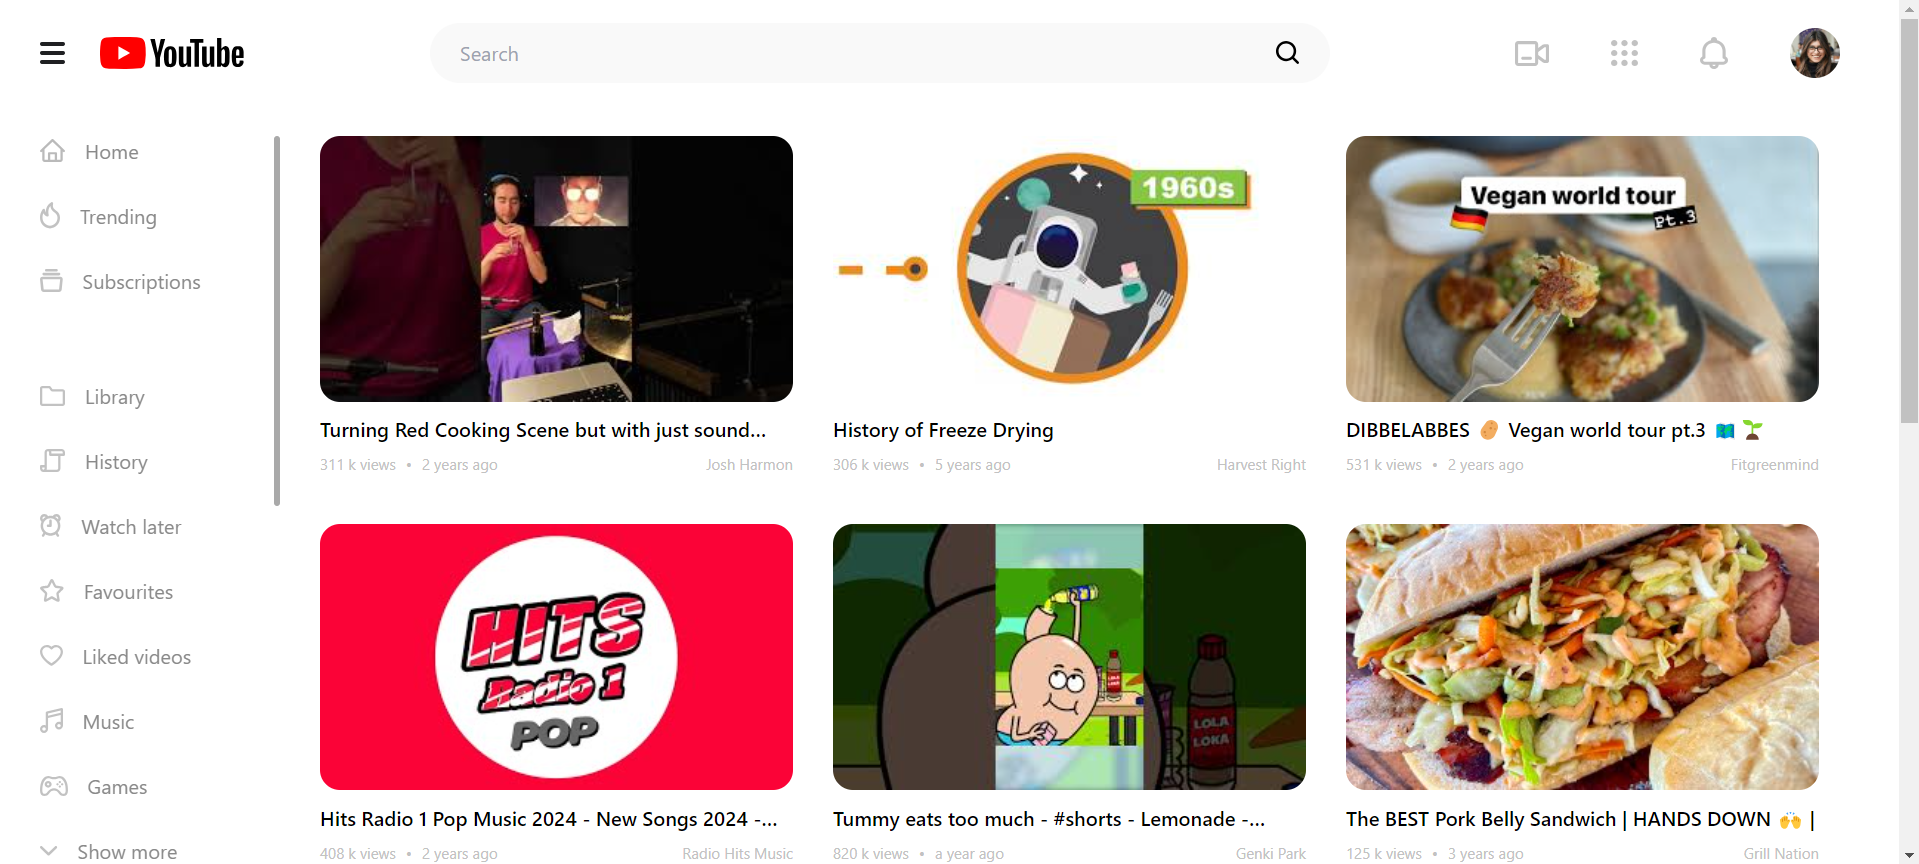 YouTube
Search
Home
Trending
Subscriptions
Library
History
Watch later
Favourites
Liked videos
Music
Games
Show more
1960s
Vegan world tour
Pt.3
Turning Red Cooking Scene but with just sound...
311 k views • 2 years ago Josh Harmon
History of Freeze Drying
306 k views • 5 years ago Harvest Right
DIBBELABBES 🥔 Vegan world tour pt.3 🗺️ 🌱
531 k views • 2 years ago Fitgreenmind
HITS
Radio 1
POP
LOLA
LOKA
LOLA
LOKA
Hits Radio 1 Pop Music 2024 - New Songs 2024 -...
408 k views • 2 years ago Radio Hits Music
Tummy eats too much - #shorts - Lemonade -...
820 k views • a year ago Genki Park
The BEST Pork Belly Sandwich | HANDS DOWN 🙌 |
125 k views • 3 years ago Grill Nation